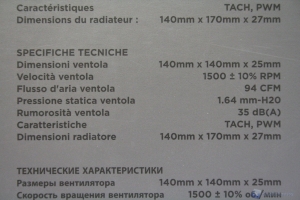 Caractéristiques TACH, PWM
Dimensions du radiateur : 140mm x 170mm x 27mm
SPECIFICHE TECNICHE
Dimensioni ventola 140mm x 140mm x 25mm
Velocità ventola 1500 ± 10% RPM
Flusso d'aria ventola 94 CFM
Pressione statica ventola 1.64 mm-H20
Rumorosità ventola 35 dB(A)
Caratteristiche TACH, PWM
Dimensioni radiatore 140mm x 170mm x 27mm
ТЕХНИЧЕСКИЕ ХАРАКТЕРИСТИКИ
Размеры вентилятора 140mm x 140mm x 25mm
Скорость вращения вентилятора 1500 ± 10% об.